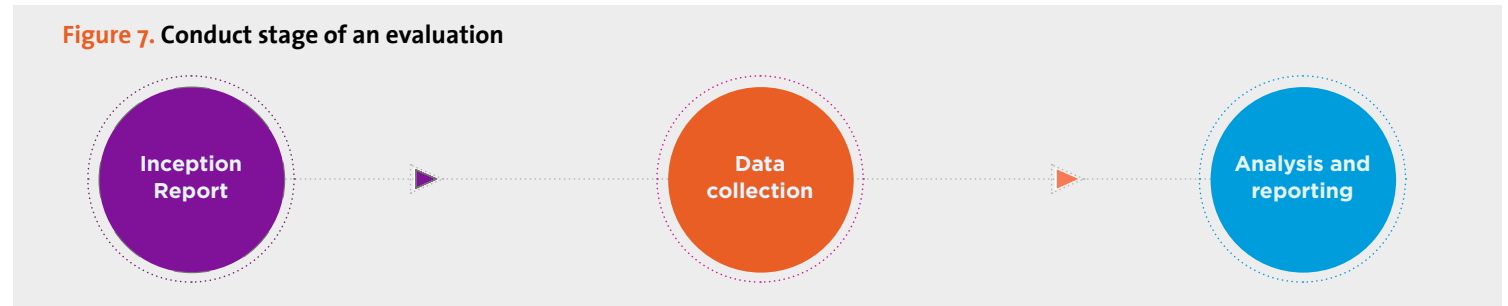 Figure 7. Conduct stage of an evaluation
Inception
Report
Data
collection
Analysis and
reporting